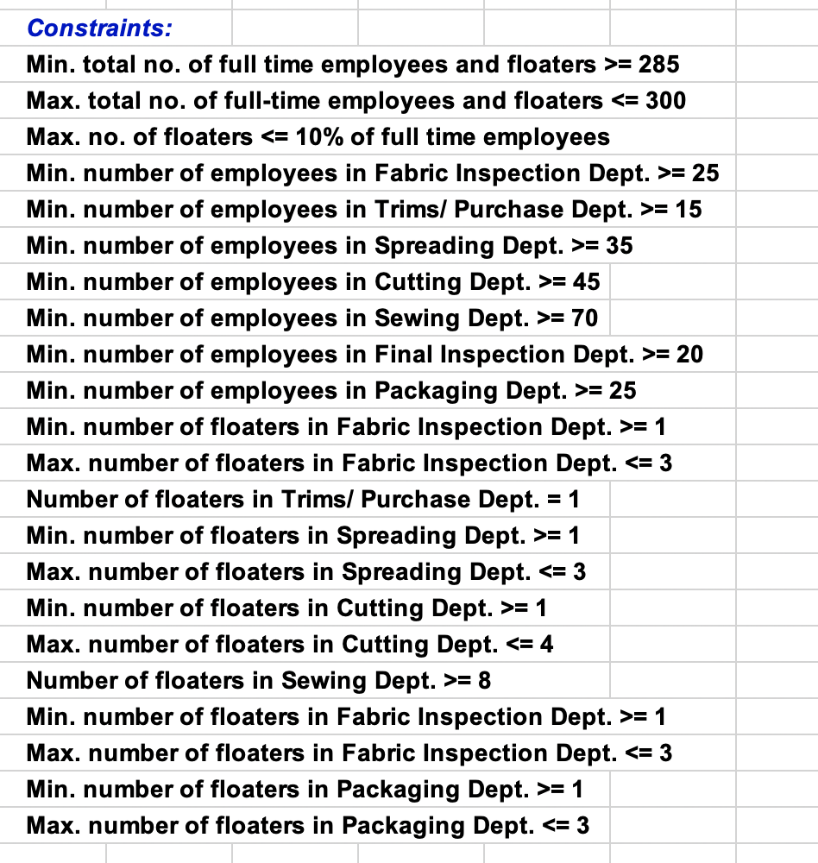 Constraints:
Min. total no. of full time employees and floaters >= 285
Max. total no. of full-time employees and floaters <= 300
Max. no. of floaters <= 10% of full time employees
Min. number of employees in Fabric Inspection Dept. >= 25
Min. number of employees in Trims/ Purchase Dept. >= 15
Min. number of employees in Spreading Dept. >= 35
Min. number of employees in Cutting Dept. >= 45
Min. number of employees in Sewing Dept. >= 70
Min. number of employees in Final Inspection Dept. >= 20
Min. number of employees in Packaging Dept. >= 25
Min. number of floaters in Fabric Inspection Dept. >= 1
Max. number of floaters in Fabric Inspection Dept. <= 3
Number of floaters in Trims/ Purchase Dept. = 1
Min. number of floaters in Spreading Dept. >= 1
Max. number of floaters in Spreading Dept. <= 3
Min. number of floaters in Cutting Dept. >= 1
Max. number of floaters in Cutting Dept. <= 4
Number of floaters in Sewing Dept. >= 8
Min. number of floaters in Fabric Inspection Dept. >= 1
Max. number of floaters in Fabric Inspection Dept. <= 3
Min. number of floaters in Packaging Dept. >= 1
Max. number of floaters in Packaging Dept. <= 3